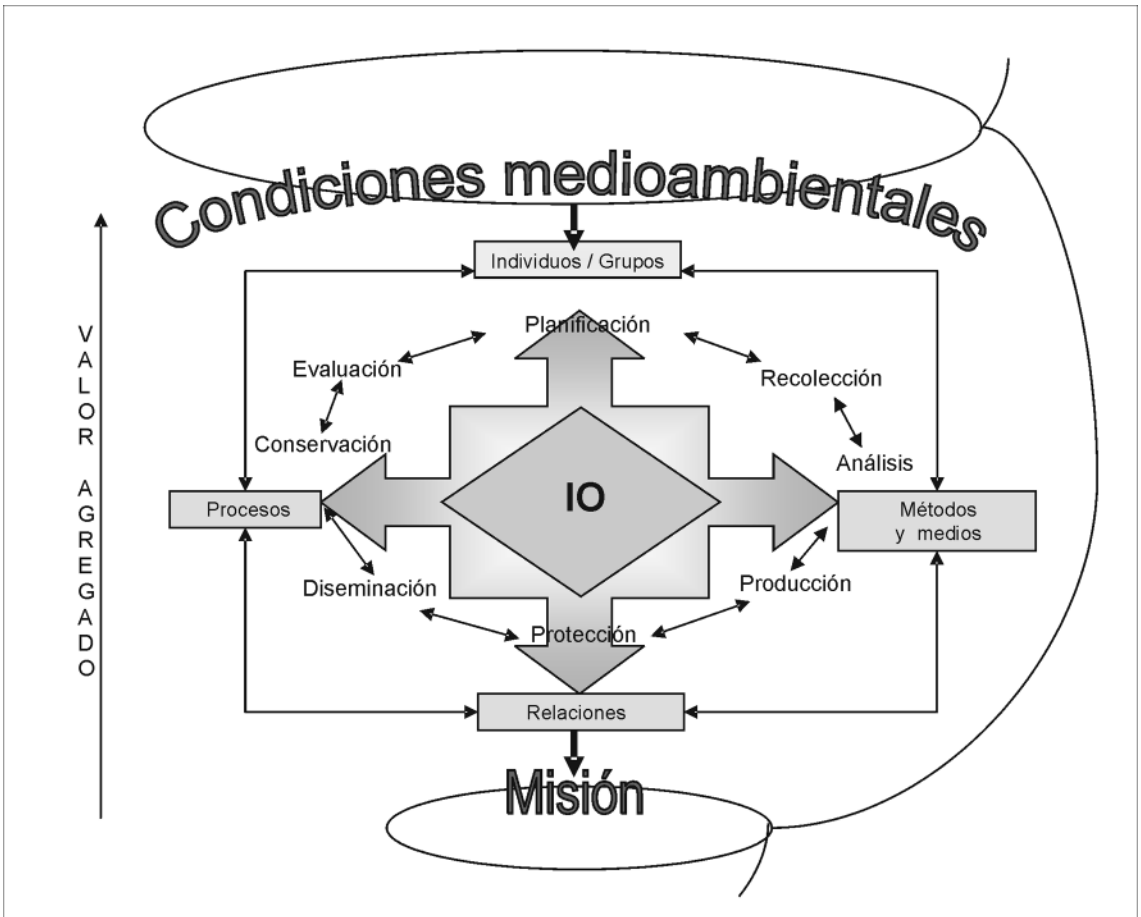 Condiciones medioambientales
Individuos / Grupos
Planificación
Evaluación
Recolección
Conservación
Análisis
VALOR AGREGADO
IO
Procesos
Métodos
y medios
Diseminación
Producción
Protección
Relaciones
Misión